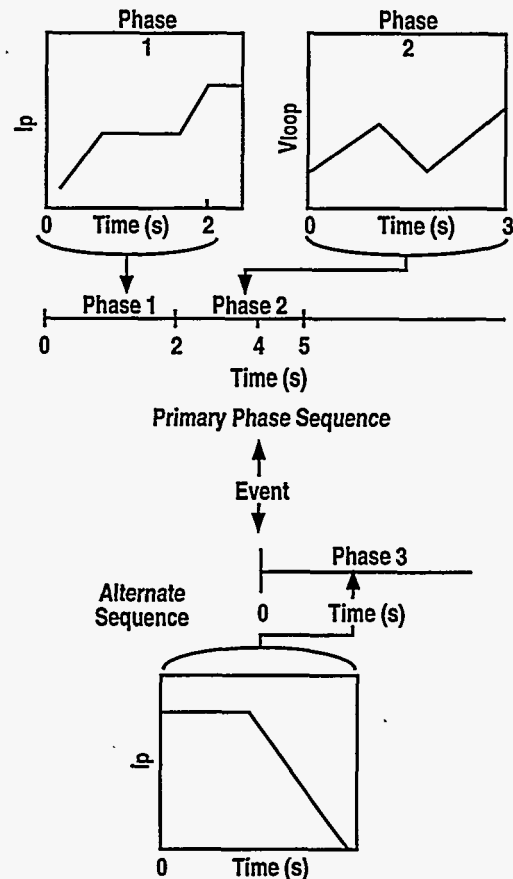 Phase
1
Ip
0 Time (s) 2
Phase
2
Vloop
0 Time (s) 3
Phase 1 Phase 2
0 2 4 5
Time (s)
Primary Phase Sequence
Event
Phase 3
Alternate
Sequence
0 Time (s)
Ip
0 Time (s)